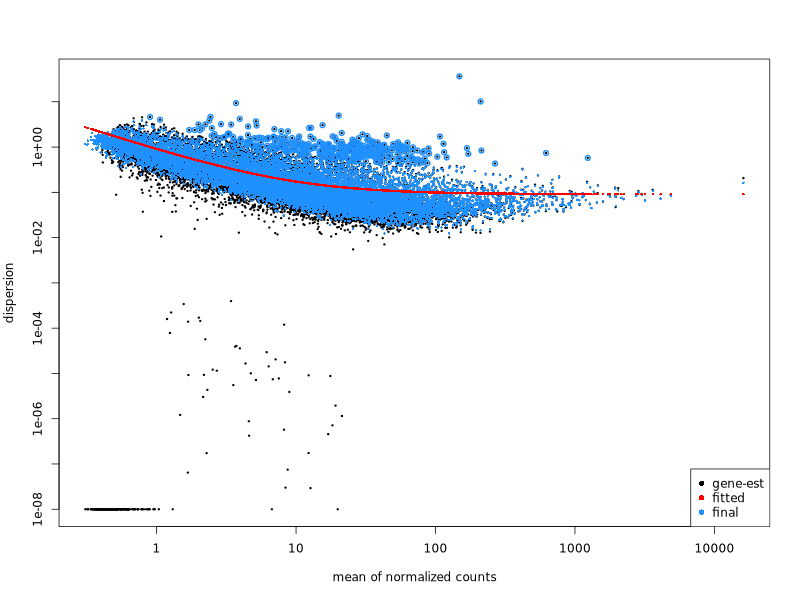 dispersion
1e+00
1e-02
1e-04
1e-06
1e-08
1
10
100
1000
10000
mean of normalized counts
gene-est
fitted
final